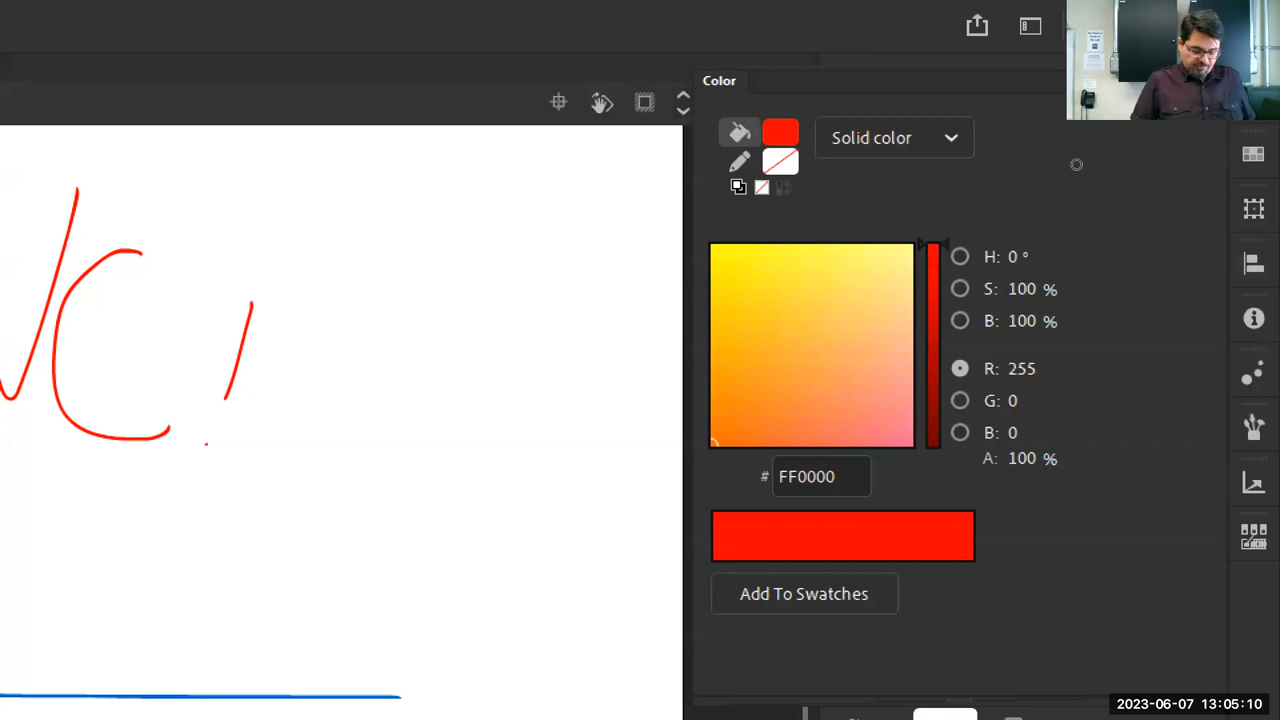 Color
Solid color
H: 0 °
S: 100 %
B: 100 %
R: 255
G: 0
B: 0
A: 100 %
# FF0000
Add To Swatches
2023-06-07 13:05:10